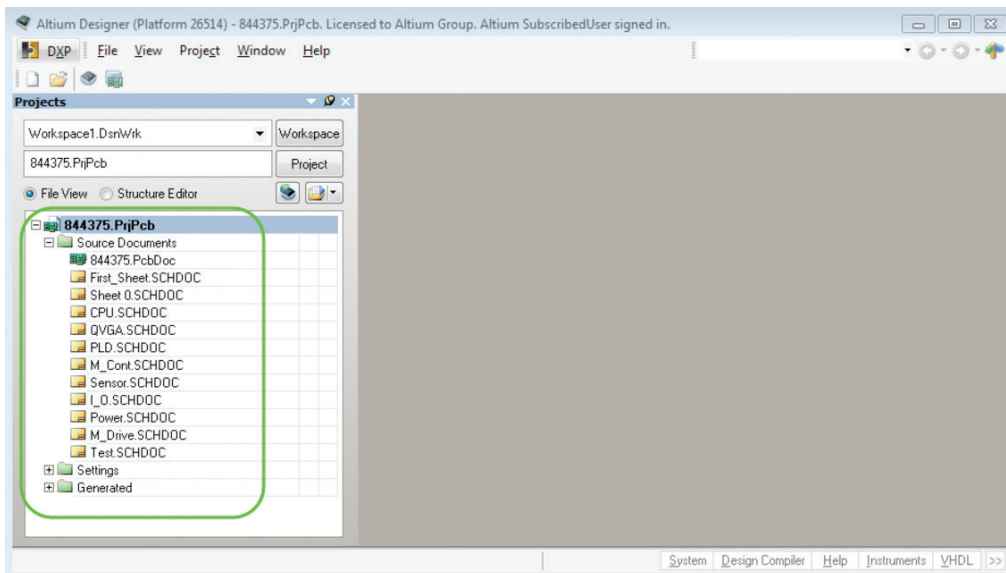 Altium Designer (Platform 26514) - 844375.PrjPcb. Licensed to Altium Group. Altium SubscribedUser signed in.
DXP File View Project Window Help
Projects
Workspace1.DsnWrk Workspace
844375.PrjPcb Project
File View Structure Editor
844375.PrjPcb
Source Documents
844375.PcbDoc
First_Sheet.SCHDOC
Sheet 0.SCHDOC
CPU.SCHDOC
QVGA.SCHDOC
PLD.SCHDOC
M_Cont.SCHDOC
Sensor.SCHDOC
I_O.SCHDOC
Power.SCHDOC
M_Drive.SCHDOC
Test.SCHDOC
Settings
Generated
System Design Compiler Help Instruments VHDL >>